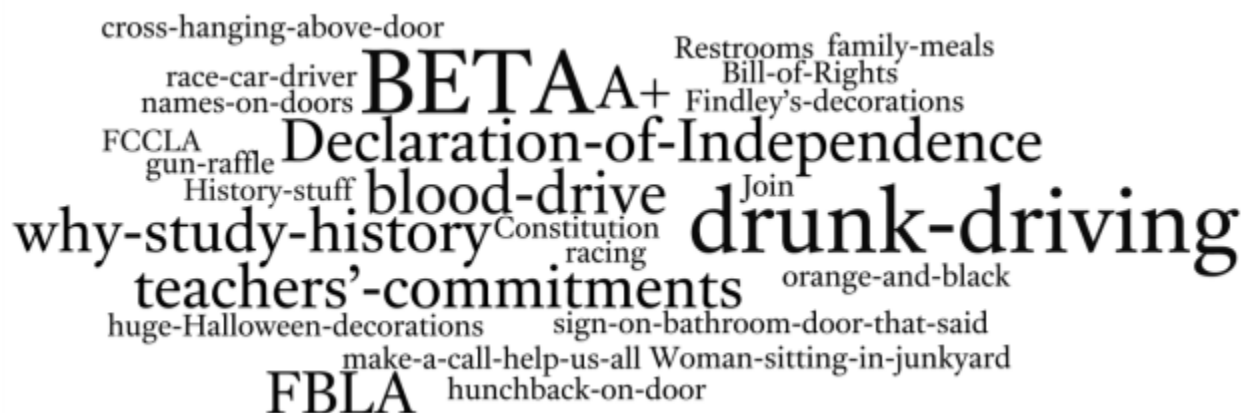 cross-hanging-above-door
Restrooms family-meals
race-car-driver BETA A+ Bill-of-Rights
names-on-doors Findley's-decorations
FCCLA Declaration-of-Independence
gun-raffle
History-stuff blood-drive Join
why-study-history Constitution drunk-driving
racing
teachers'-commitments orange-and-black
huge-Halloween-decorations sign-on-bathroom-door-that-said
make-a-call-help-us-all Woman-sitting-in-junkyard
FBLA hunchback-on-door